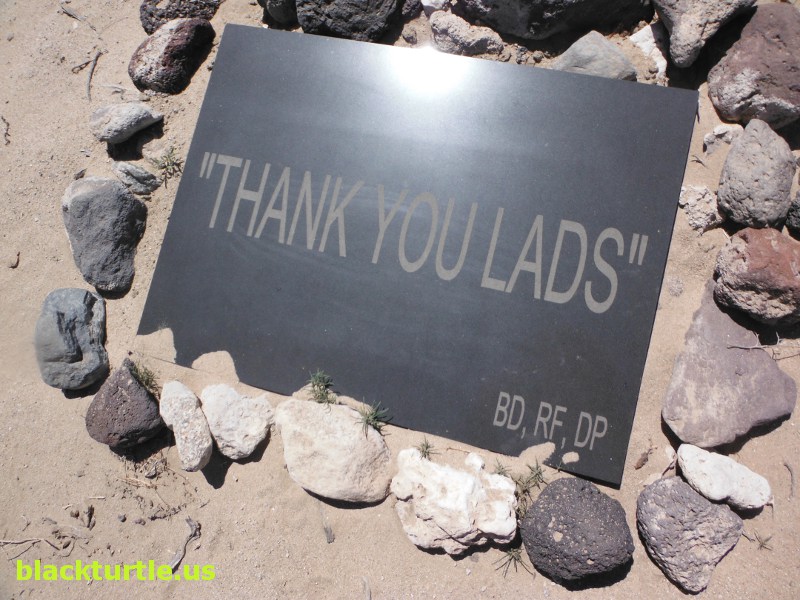 "THANK YOU LADS"
BD, RF, DP
blackturtle.us